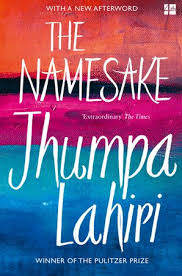 WITH A NEW AFTERWORD
THE
NAMESAKE
'Extraordinary' The Times
Jhumpa
Lahiri
WINNER OF THE PULITZER PRIZE